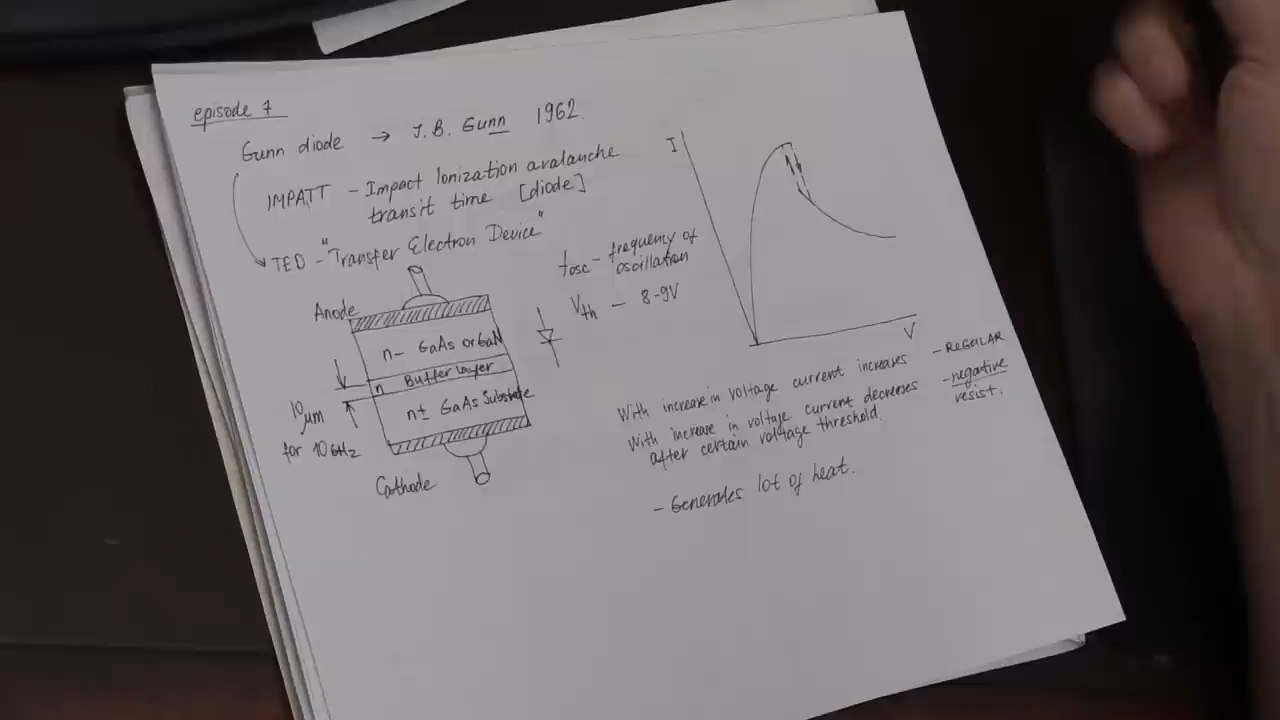 episode 7
Gunn diode → J.B. Gunn 1962.
IMPATT - Impact Ionization avalanche
transit time [diode]
TED - "Transfer Electron Device"
Anode
n- GaAs or GaN
n Buffer layer
n+ GaAs Substrate
10 µm
for 10 GHz
Cathode
fosc - frequency of
oscillation
Vth - 8-9V
I
V
With increase in voltage current increases - REGULAR
With increase in voltage current decreases - negative
after certain voltage threshold. resist.
- Generates lot of heat.